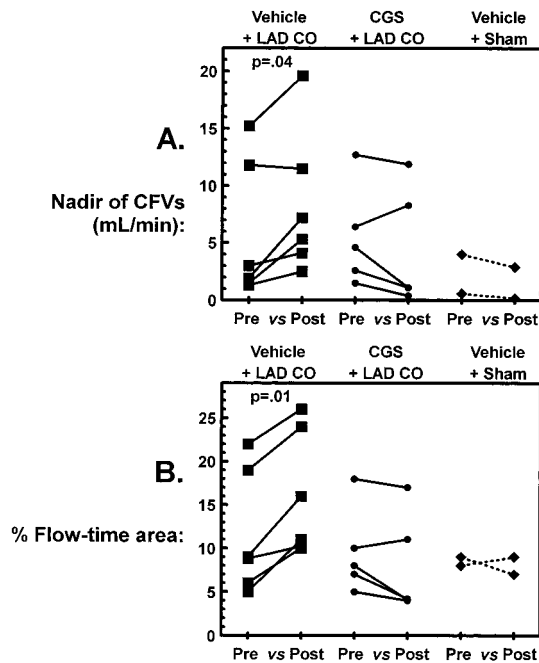 Vehicle CGS Vehicle
+ LAD CO + LAD CO + Sham
p=.04
20
15
A.
10
Nadir of CFVs
(mL/min):
5
0
Pre vs Post Pre vs Post Pre vs Post
Vehicle CGS Vehicle
+ LAD CO + LAD CO + Sham
p=.01
25
20
B.
15
% Flow-time area:
10
5
0
Pre vs Post Pre vs Post Pre vs Post